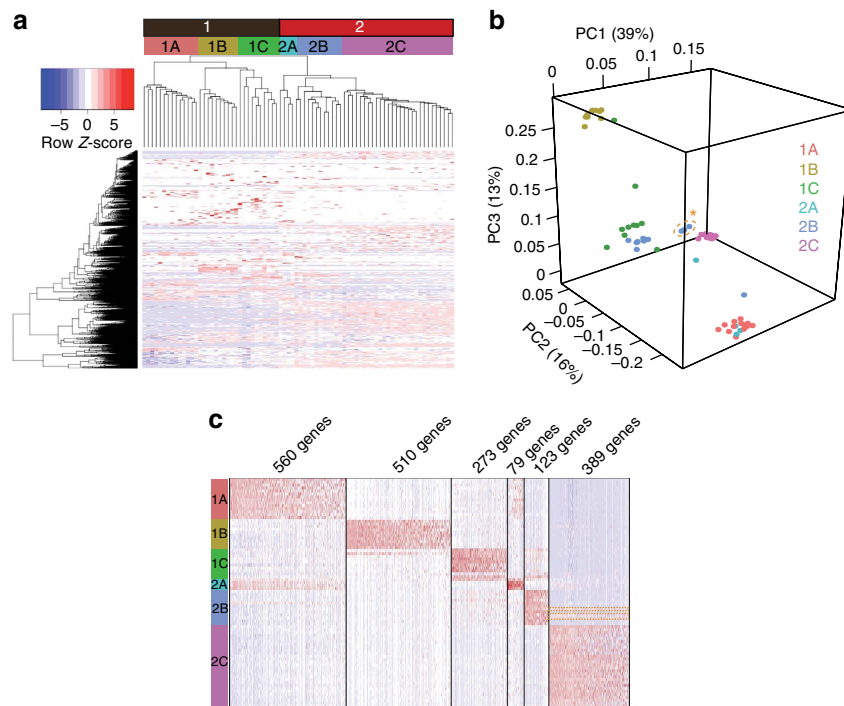 a
1 2
1A 1B 1C 2A 2B 2C
−5 0 5
Row Z-score
b
PC1 (39%)
0 0.05 0.1 0.15
0.25
0.2
0.15
0.1
0.05
0
PC3 (13%)
0.05
0
−0.05
−0.1
−0.15
−0.2
PC2 (16%)
*
1A
1B
1C
2A
2B
2C
c
560 genes
510 genes
273 genes
79 genes
123 genes
389 genes
1A
1B
1C
2A
2B
2C